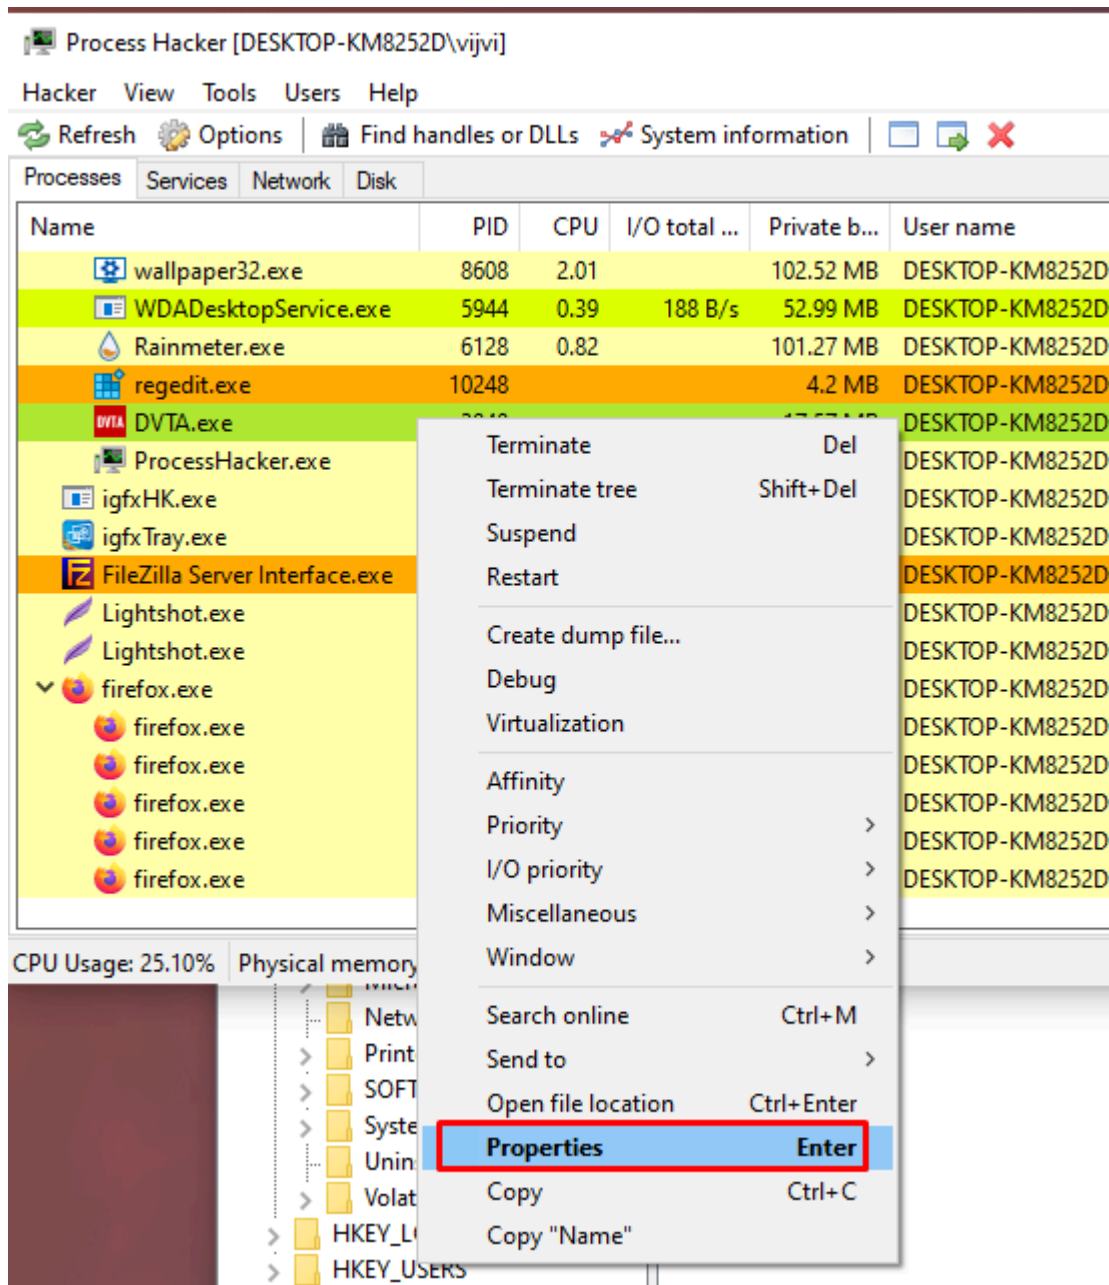 Process Hacker [DESKTOP-KM8252D\vijvi]
Hacker View Tools Users Help
Refresh Options Find handles or DLLs System information
Processes Services Network Disk
Name PID CPU I/O total ... Private b... User name
wallpaper32.exe 8608 2.01 102.52 MB DESKTOP-KM8252D
WDADesktopService.exe 5944 0.39 188 B/s 52.99 MB DESKTOP-KM8252D
Rainmeter.exe 6128 0.82 101.27 MB DESKTOP-KM8252D
regedit.exe 10248 4.2 MB DESKTOP-KM8252D
DVTA DVTA.exe DESKTOP-KM8252D
ProcessHacker.exe DESKTOP-KM8252D
igfxHK.exe DESKTOP-KM8252D
igfxTray.exe DESKTOP-KM8252D
FileZilla Server Interface.exe DESKTOP-KM8252D
Lightshot.exe DESKTOP-KM8252D
Lightshot.exe DESKTOP-KM8252D
firefox.exe DESKTOP-KM8252D
firefox.exe DESKTOP-KM8252D
firefox.exe DESKTOP-KM8252D
firefox.exe DESKTOP-KM8252D
firefox.exe DESKTOP-KM8252D
firefox.exe DESKTOP-KM8252D
Terminate Del
Terminate tree Shift+Del
Suspend
Restart
Create dump file...
Debug
Virtualization
Affinity
Priority
I/O priority
Miscellaneous
Window
Search online Ctrl+M
Send to
Open file location Ctrl+Enter
Properties Enter
Copy Ctrl+C
Copy "Name"
CPU Usage: 25.10% Physical memory
Netw
Print
SOFT
Syste
Unin
Volat
HKEY_L
HKEY_USERS